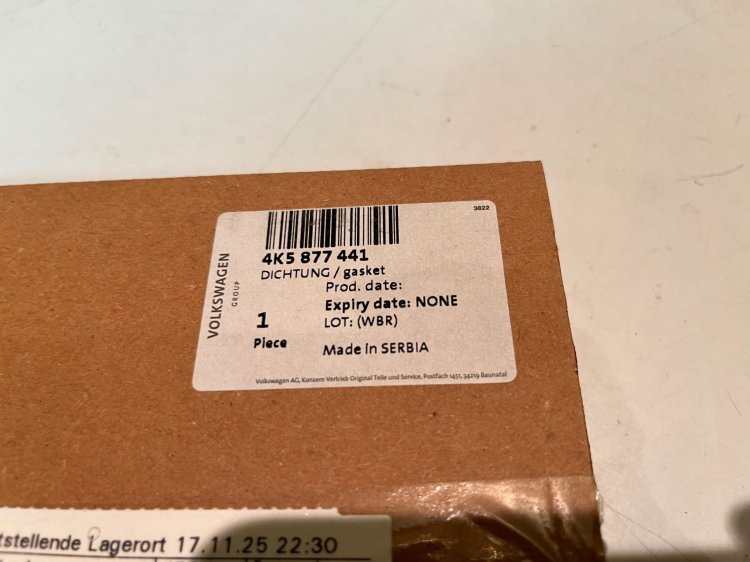 3822
VOLKSWAGEN
GROUP
4K5 877 441
DICHTUNG / gasket
Prod. date:
Expiry date: NONE
1
LOT: (WBR)
Piece
Made in SERBIA
Volkswagen AG, Konzern Vertrieb Original Teile und Service, Postfach 1451, 34219 Baunatal
tstellende Lagerort 17.11.25 22:30